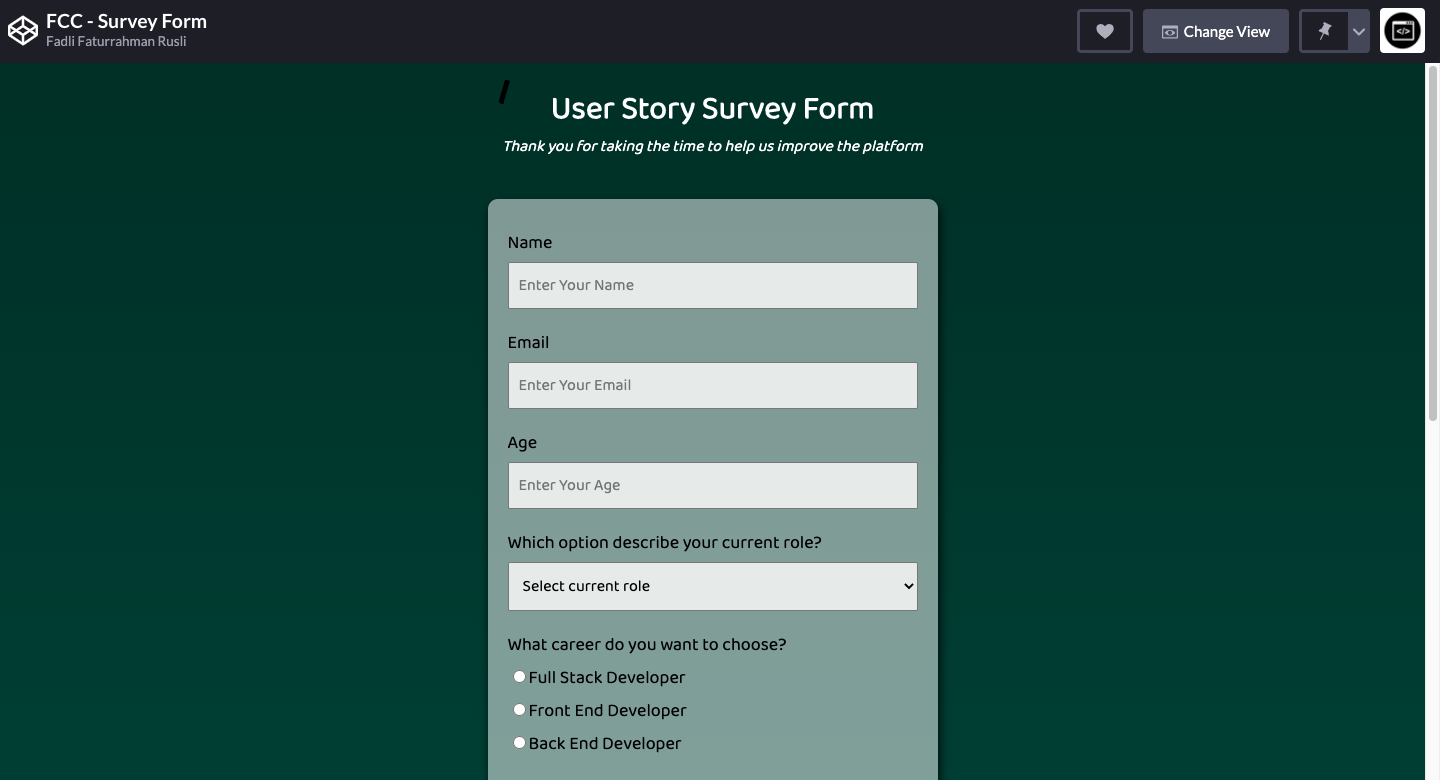 FCC - Survey Form
Fadli Faturrahman Rusli
Change View
</>
/
User Story Survey Form
Thank you for taking the time to help us improve the platform
Name
Enter Your Name
Email
Enter Your Email
Age
Enter Your Age
Which option describe your current role?
Select current role
What career do you want to choose?
Full Stack Developer
Front End Developer
Back End Developer